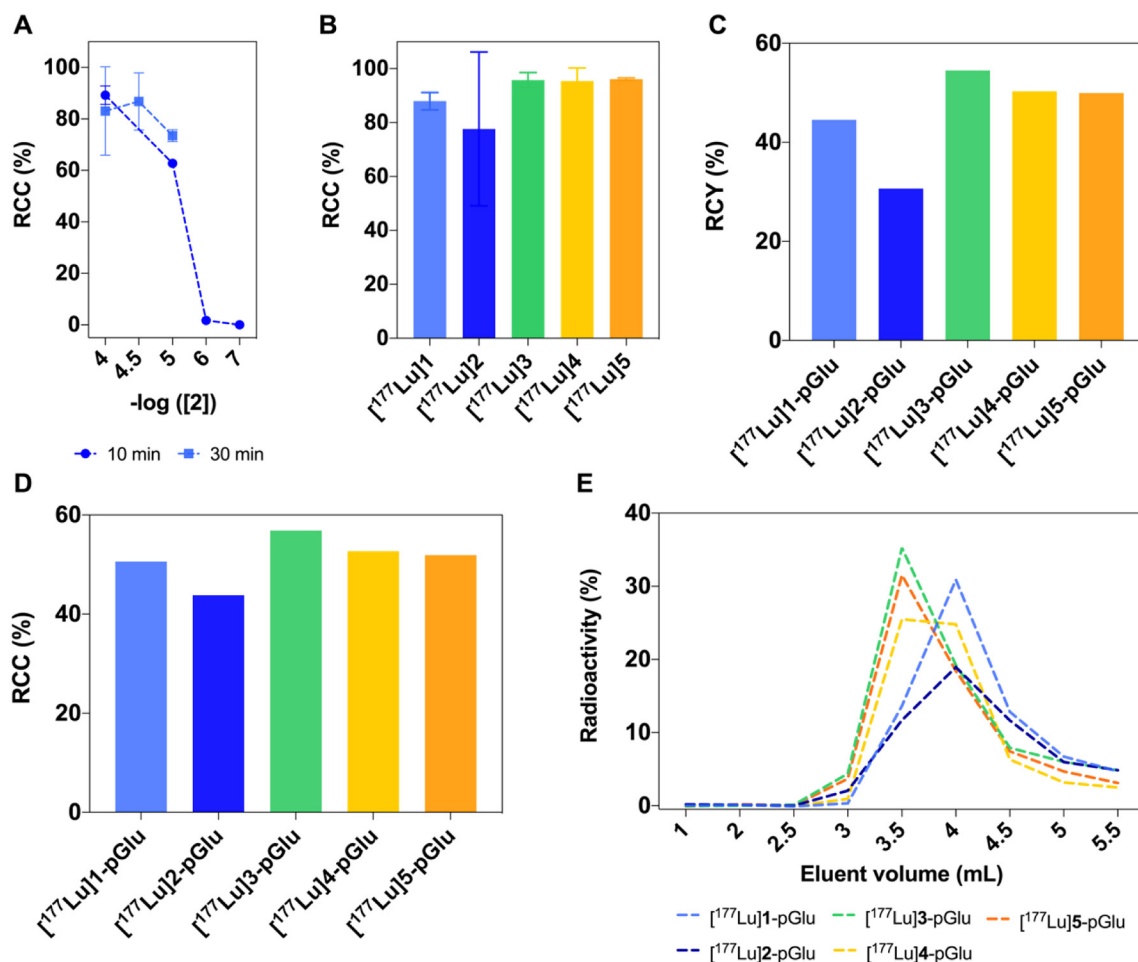 A
RCC (%)
100
80
60
40
20
0
4
4.5
5
6
7
-log ([2])
10 min
30 min
B
RCC (%)
100
80
60
40
20
0
[¹⁷⁷Lu]1
[¹⁷⁷Lu]2
[¹⁷⁷Lu]3
[¹⁷⁷Lu]4
[¹⁷⁷Lu]5
C
RCY (%)
60
40
20
0
[¹⁷⁷Lu]1-pGlu
[¹⁷⁷Lu]2-pGlu
[¹⁷⁷Lu]3-pGlu
[¹⁷⁷Lu]4-pGlu
[¹⁷⁷Lu]5-pGlu
D
RCC (%)
60
40
20
0
[¹⁷⁷Lu]1-pGlu
[¹⁷⁷Lu]2-pGlu
[¹⁷⁷Lu]3-pGlu
[¹⁷⁷Lu]4-pGlu
[¹⁷⁷Lu]5-pGlu
E
Radioactivity (%)
40
30
20
10
0
1
2
2.5
3
3.5
4
4.5
5
5.5
Eluent volume (mL)
[¹⁷⁷Lu]1-pGlu
[¹⁷⁷Lu]3-pGlu
[¹⁷⁷Lu]5-pGlu
[¹⁷⁷Lu]2-pGlu
[¹⁷⁷Lu]4-pGlu